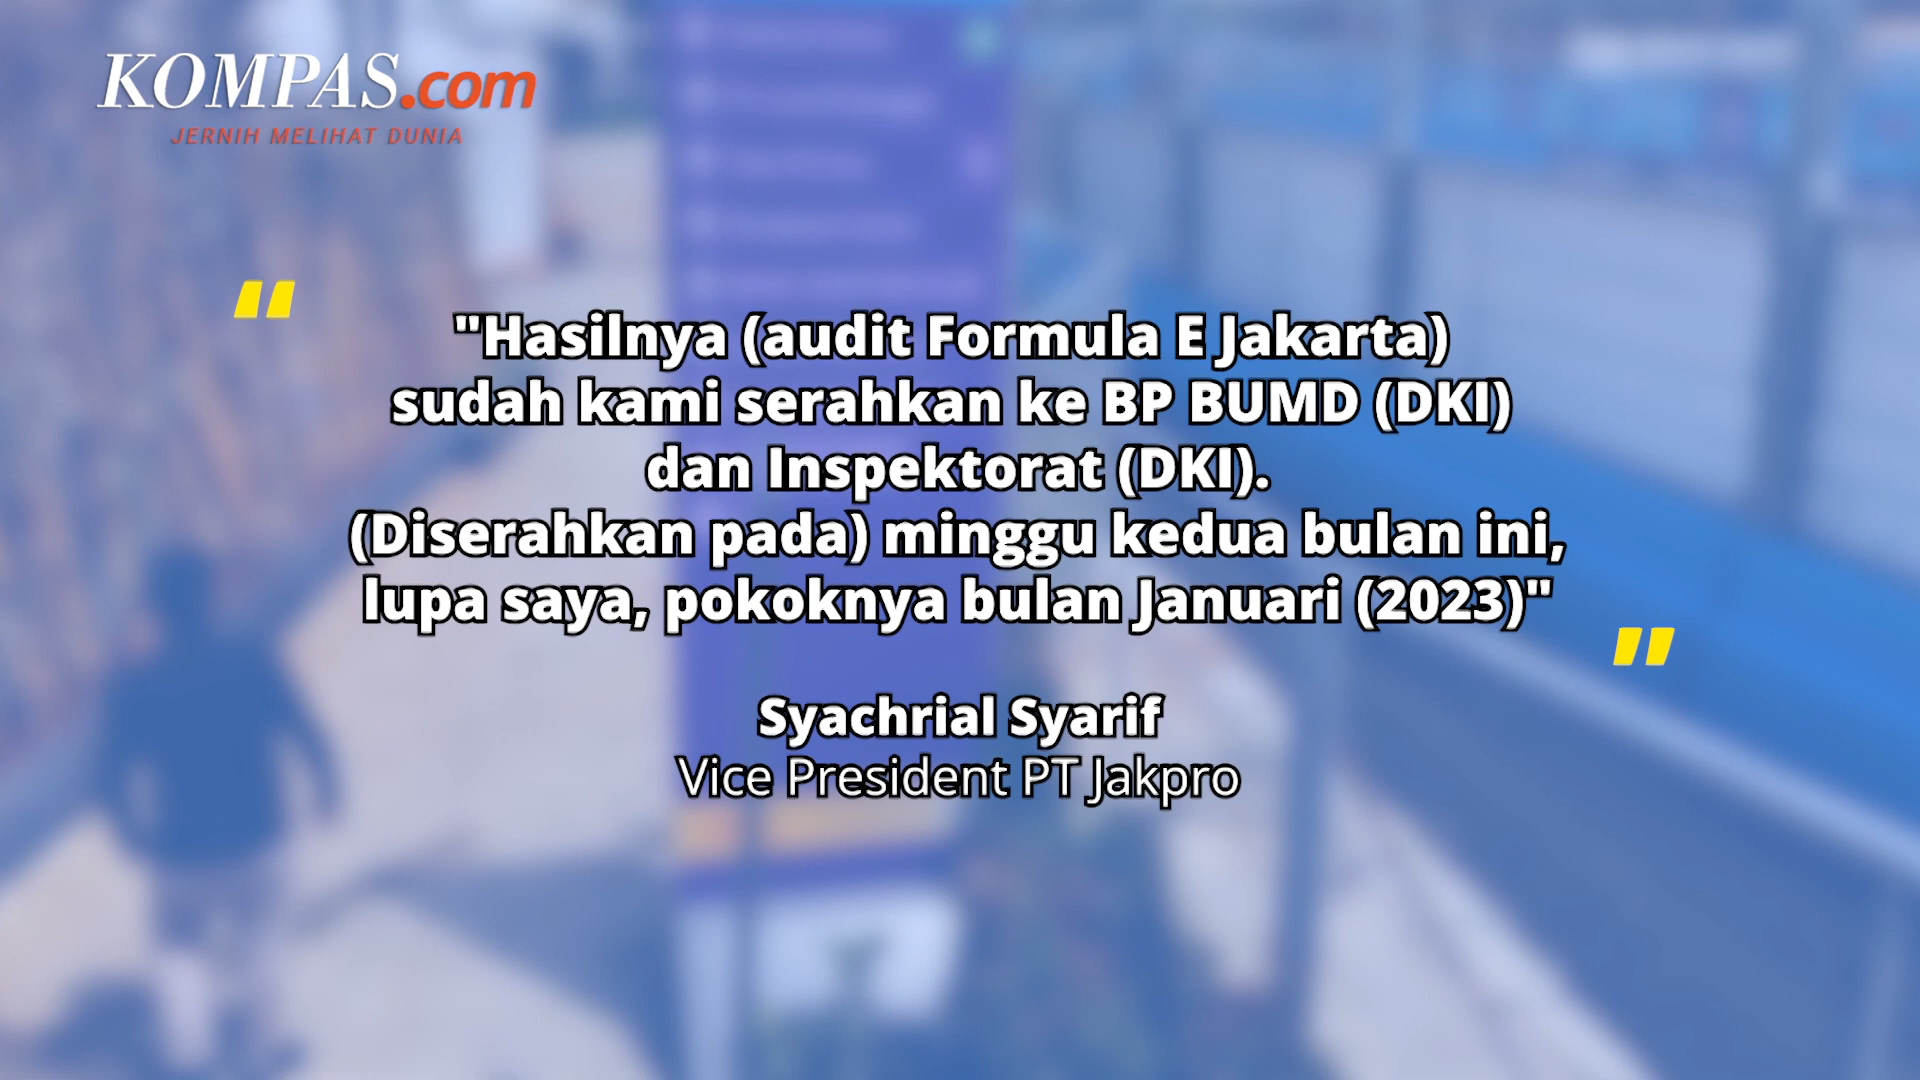 KOMPAS.com
JERNIH MELIHAT DUNIA
"Hasilnya (audit Formula E Jakarta)
sudah kami serahkan ke BP BUMD (DKI)
dan Inspektorat (DKI).
(Diserahkan pada) minggu kedua bulan ini,
lupa saya, pokoknya bulan Januari (2023)"
Syachrial Syarif
Vice President PT Jakpro